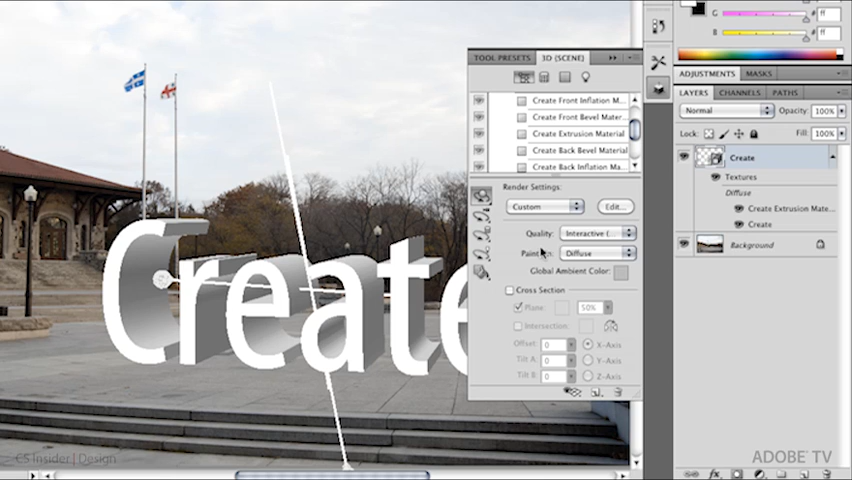 G
ff
B
ff
TOOL PRESETS
3D {SCENE}
Create Front Inflation M...
Create Front Bevel Mater...
Create Extrusion Material
Create Back Bevel Material
Create Back Inflation Ma...
Render Settings:
Custom
Edit...
Quality:
Interactive (...
Diffuse
Global Ambient Color:
Cross Section
Plane:
50%
Intersection:
Offset:
0
X-Axis
Tilt A:
0
Y-Axis
Tilt B:
0
Z-Axis
ADJUSTMENTS
MASKS
LAYERS
CHANNELS
PATHS
Normal
Opacity:
100%
Lock:
Fill:
100%
Create
Textures
Diffuse
Create Extrusion Mate...
Create
Background
Create
CS Insider | Design
ADOBE TV